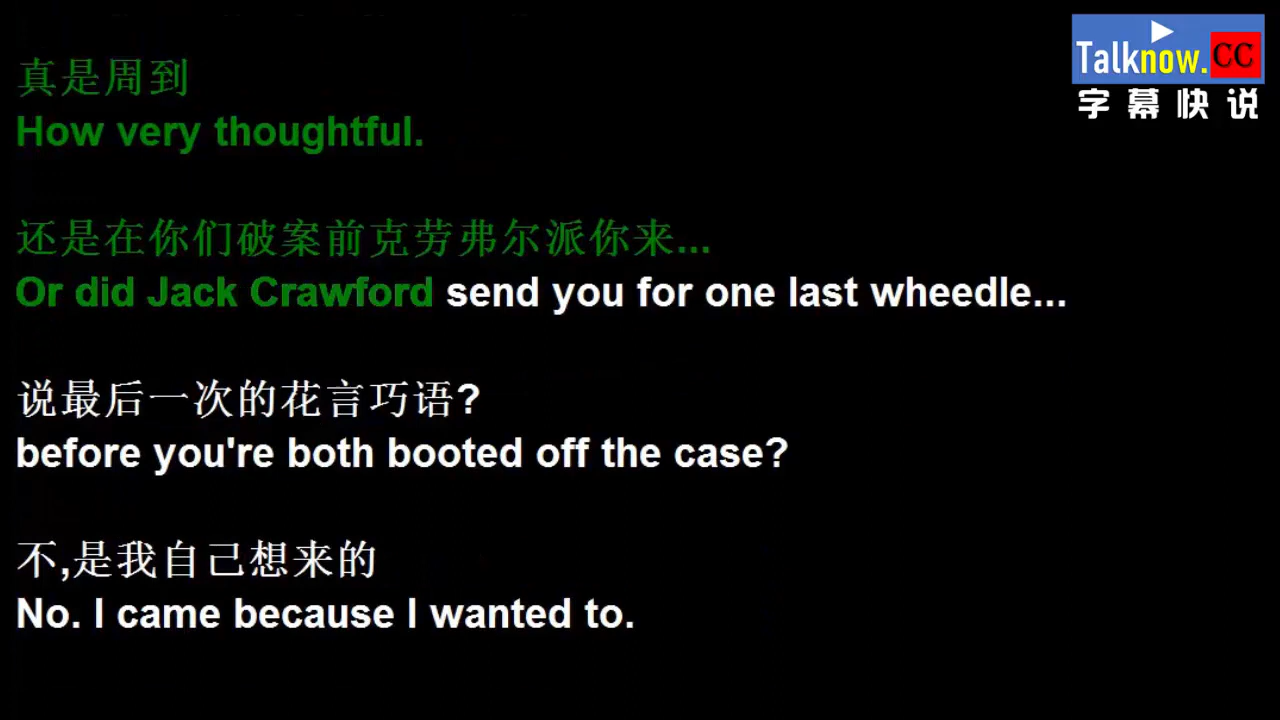 Talknow.CC
字幕快说
真是周到
How very thoughtful.
还是在你们破案前克劳弗尔派你来...
Or did Jack Crawford send you for one last wheedle...
说最后一次的花言巧语?
before you're both booted off the case?
不,是我自己想来的
No. I came because I wanted to.